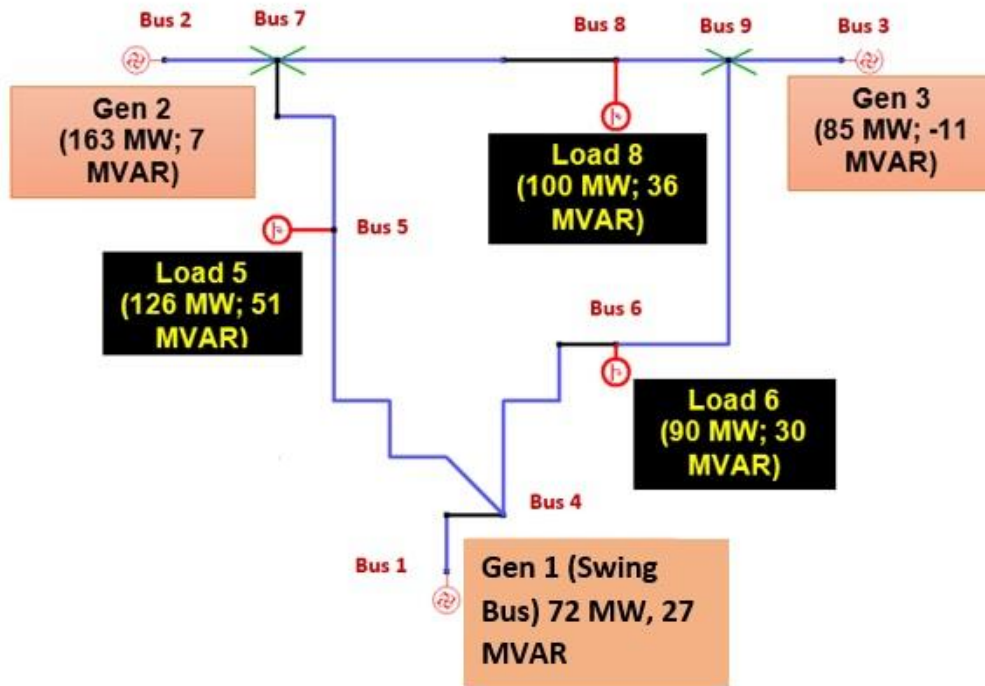 Bus 2
Bus 7
Bus 8
Bus 9
Bus 3
Gen 2
(163 MW; 7
MVAR)
Gen 3
(85 MW; -11
MVAR)
Load 8
(100 MW; 36
MVAR)
Bus 5
Load 5
(126 MW; 51
MVAR)
Bus 6
Load 6
(90 MW; 30
MVAR)
Bus 4
Bus 1
Gen 1 (Swing
Bus) 72 MW, 27
MVAR